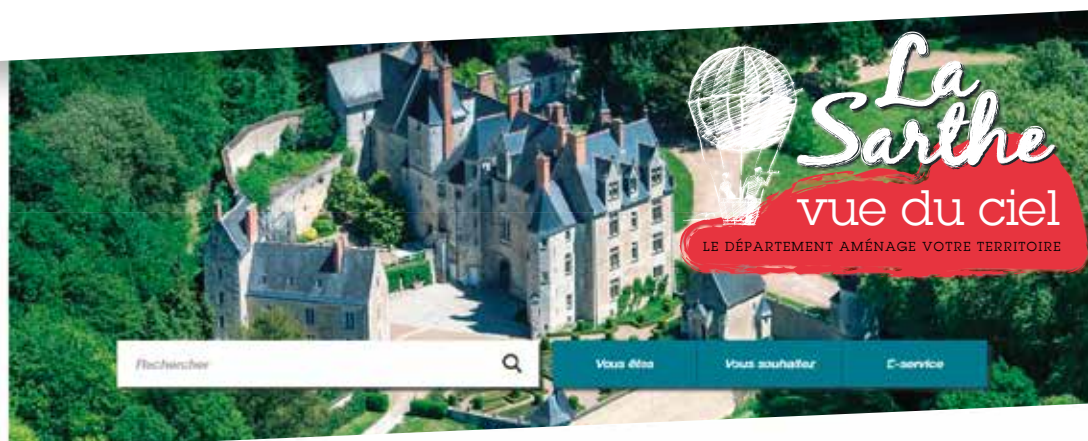 La
Sarthe
vue du ciel
LE DÉPARTEMENT AMÉNAGE VOTRE TERRITOIRE
Rechercher
Vous êtes
Vous souhaitez
E-service